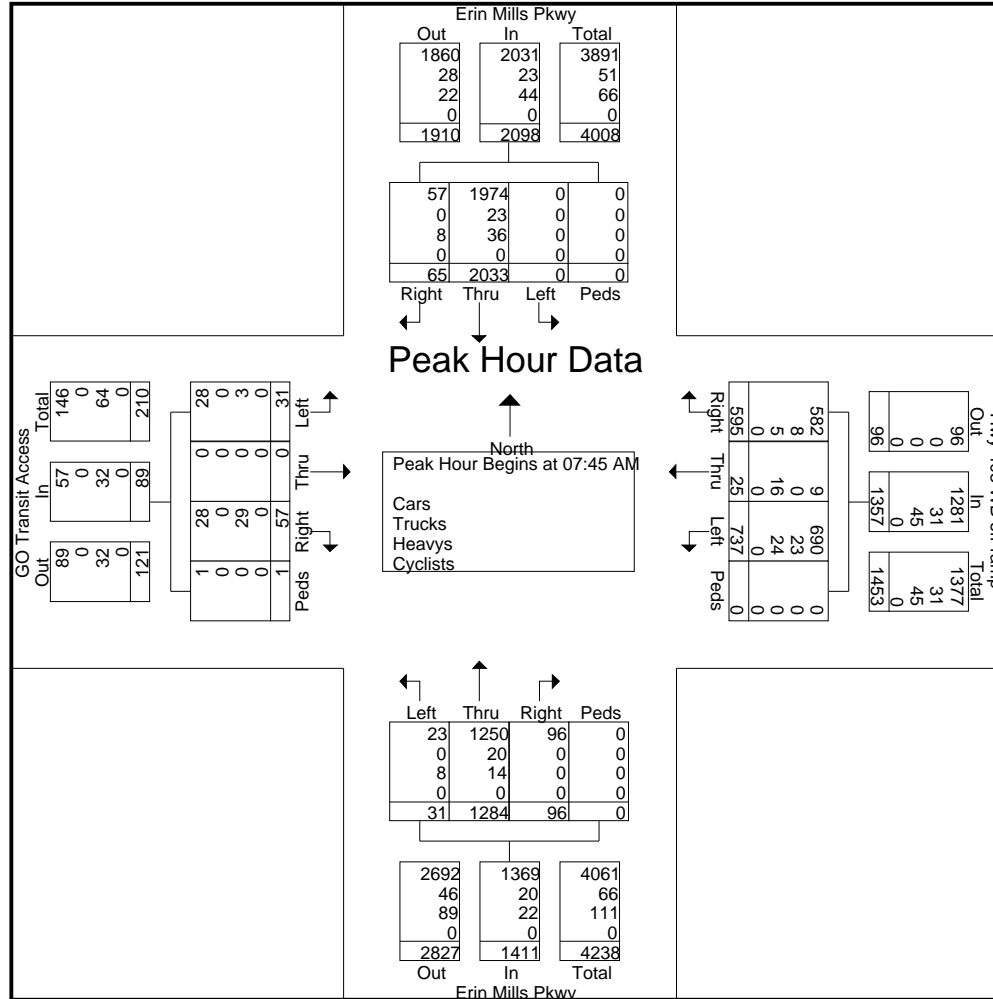 Erin Mills Pkwy
Out In Total
1860 2031 3891
28 23 51
22 44 66
0 0 0
1910 2098 4008
57 1974 0 0
0 23 0 0
8 36 0 0
0 0 0 0
65 2033 0 0
Right Thru Left Peds
Peak Hour Data
North
Peak Hour Begins at 07:45 AM
Cars
Trucks
Heavys
Cyclists
GO Transit Access
Total In Out
146 57 89
0 0 0
64 32 32
0 0 0
210 89 121
28 0 28 1
0 0 0 0
3 0 29 0
0 0 0 0
31 0 57 1
Left Thru Right Peds
Right Thru Left Peds
582 9 690 0
8 0 23 0
5 16 24 0
0 0 0 0
595 25 737 0
Out In Total
96 1281 1377
0 31 31
0 45 45
0 0 0
96 1357 1453
Left Thru Right Peds
23 1250 96 0
0 20 0 0
8 14 0 0
0 0 0 0
31 1284 96 0
2692 1369 4061
46 20 66
89 22 111
0 0 0
2827 1411 4238
Out In Total
Erin Mills Pkwy